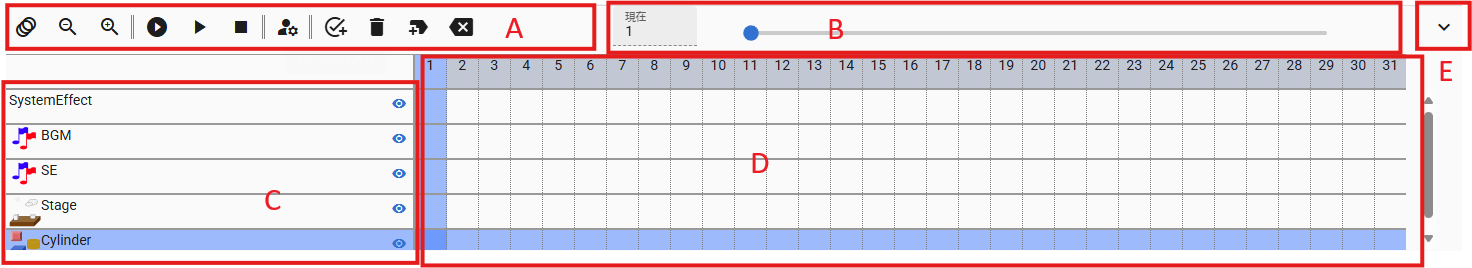 A
現在
1
B
E
1 2 3 4 5 6 7 8 9 10 11 12 13 14 15 16 17 18 19 20 21 22 23 24 25 26 27 28 29 30 31
SystemEffect
BGM
SE
Stage
Cylinder
C
D